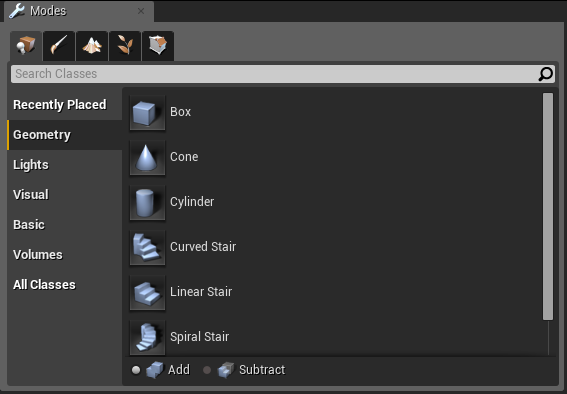 Modes
Search Classes
Recently Placed
Geometry
Lights
Visual
Basic
Volumes
All Classes
Box
Cone
Cylinder
Curved Stair
Linear Stair
Spiral Stair
Add Subtract